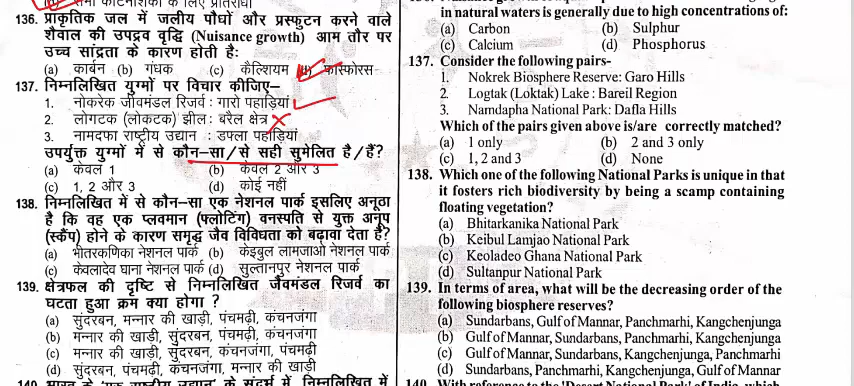 136. प्राकृतिक जल में जलीय पौधों और प्रस्फुटन करने वाले
शैवाल की उपद्रव वृद्धि (Nuisance growth) आम तौर पर
उच्च सांद्रता के कारण होती है:
(a) कार्बन (b) गंधक (c) कैल्शियम फास्फोरस
137. निम्नलिखित युग्मों पर विचार कीजिए–
1. नोकरेक जीवमंडल रिजर्व : गारो पहाड़ियां
2. लोगटक (लोकटक) झील : बरैल क्षेत्र
3. नामदफा राष्ट्रीय उद्यान : डफ्ला पहाड़ियां
उपर्युक्त युग्मों में से कौन-सा/से सही सुमेलित है/हैं?
(a) केवल 1 (b) केवल 2 और 3
(c) 1, 2 और 3 (d) कोई नहीं
138. निम्नलिखित में से कौन-सा एक नेशनल पार्क इसलिए अनूठा
है कि वह एक प्लवमान (फ्लोटिंग) वनस्पति से युक्त अनूप
(स्कैंप) होने के कारण समृद्ध जैव विविधता को बढ़ावा देता है?
(a) भीतरकणिका नेशनल पार्क (b) केइबुल लामजाओ नेशनल पार्क
(c) केवलादेव घाना नेशनल पार्क (d) सुल्तानपुर नेशनल पार्क
139. क्षेत्रफल की दृष्टि से निम्नलिखित जैवमंडल रिजर्व का
घटता हुआ क्रम क्या होगा ?
(a) सुंदरबन, मन्नार की खाड़ी, पंचमढ़ी, कंचनजंगा
(b) मन्नार की खाड़ी, सुंदरबन, पंचमढ़ी, कंचनजंगा
(c) मन्नार की खाड़ी, सुंदरबन, कंचनजंगा, पंचमढ़ी
(d) सुंदरबन, पंचमढ़ी, कंचनजंगा, मन्नार की खाड़ी
in natural waters is generally due to high concentrations of:
(a) Carbon (b) Sulphur
(c) Calcium (d) Phosphorus
137. Consider the following pairs-
1. Nokrek Biosphere Reserve: Garo Hills
2. Logtak (Loktak) Lake : Bareil Region
3. Namdapha National Park: Dafla Hills
Which of the pairs given above is/are correctly matched?
(a) 1 only (b) 2 and 3 only
(c) 1, 2 and 3 (d) None
138. Which one of the following National Parks is unique in that
it fosters rich biodiversity by being a scamp containing
floating vegetation?
(a) Bhitarkanika National Park
(b) Keibul Lamjao National Park
(c) Keoladeo Ghana National Park
(d) Sultanpur National Park
139. In terms of area, what will be the decreasing order of the
following biosphere reserves?
(a) Sundarbans, Gulf of Mannar, Panchmarhi, Kangchenjunga
(b) Gulf of Mannar, Sundarbans, Panchmarhi, Kangchenjunga
(c) Gulf of Mannar, Sundarbans, Kangchenjunga, Panchmarhi
(d) Sundarbans, Panchmarhi, Kangchenjunga, Gulf of Mannar